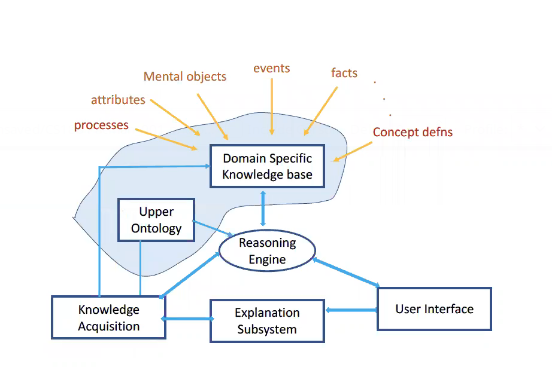 events
facts
Mental objects
attributes
processes
Concept defns
Domain Specific
Knowledge base
Upper
Ontology
Reasoning
Engine
Knowledge
Acquisition
Explanation
Subsystem
User Interface